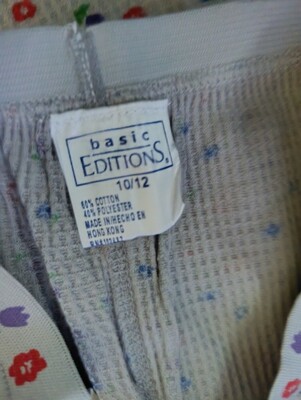 basic
EDITIONS.
10/12
60% COTTON
40% POLYESTER
MADE IN/HECHO EN
HONG KONG